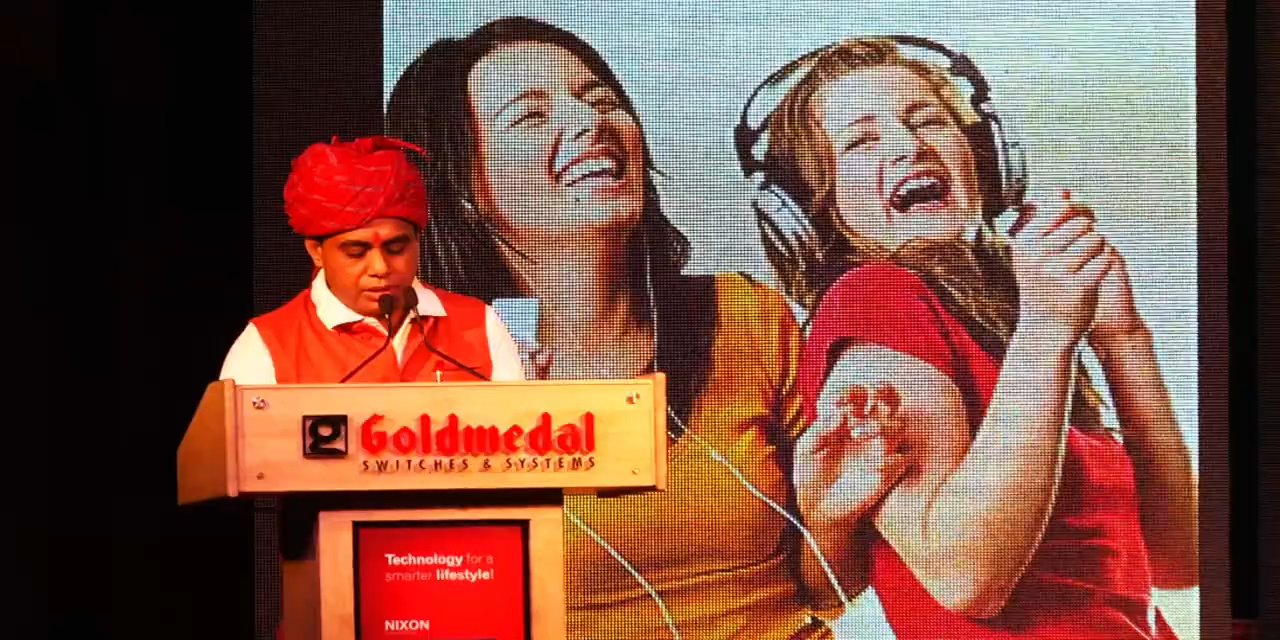 g Goldmedal
SWITCHES & SYSTEMS
Technology for a
smarter lifestyle!
NIXON